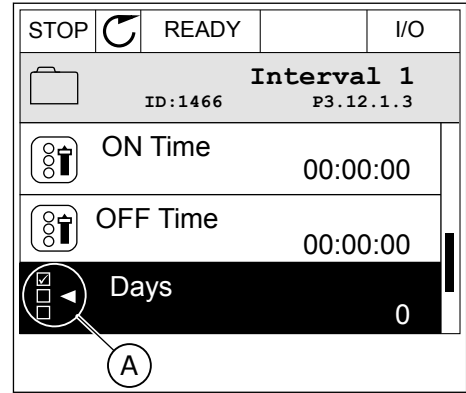 STOP READY I/O
Interval 1
ID:1466 P3.12.1.3
ON Time
00:00:00
OFF Time
00:00:00
Days
0
A